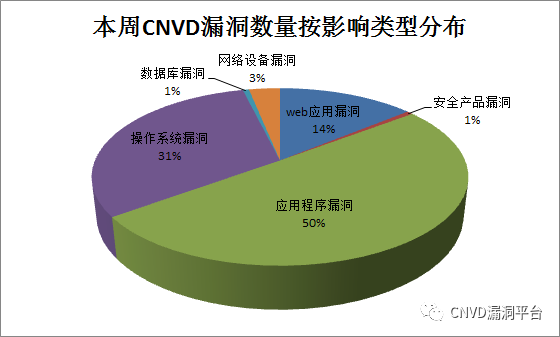 本周CNVD漏洞数量按影响类型分布
网络设备漏洞
3%
数据库漏洞
1%
web应用漏洞
14%
安全产品漏洞
1%
操作系统漏洞
31%
应用程序漏洞
50%
CNVD漏洞平台